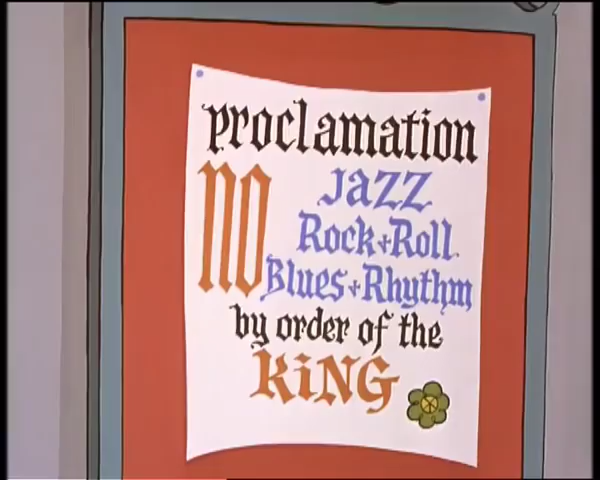 proclamation
NO
Jazz
Rock + Roll
Blues + Rhythm
by order of the
KiNG